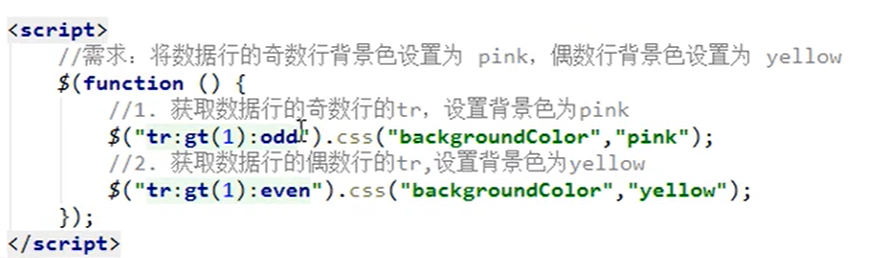 <script>
//需求：将数据行的奇数行背景色设置为 pink，偶数行背景色设置为 yellow
$(function () {
//1. 获取数据行的奇数行的tr，设置背景色为pink
$("tr:gt(1):odd").css("backgroundColor","pink");
//2. 获取数据行的偶数行的tr,设置背景色为yellow
$("tr:gt(1):even").css("backgroundColor","yellow");
});
</script>